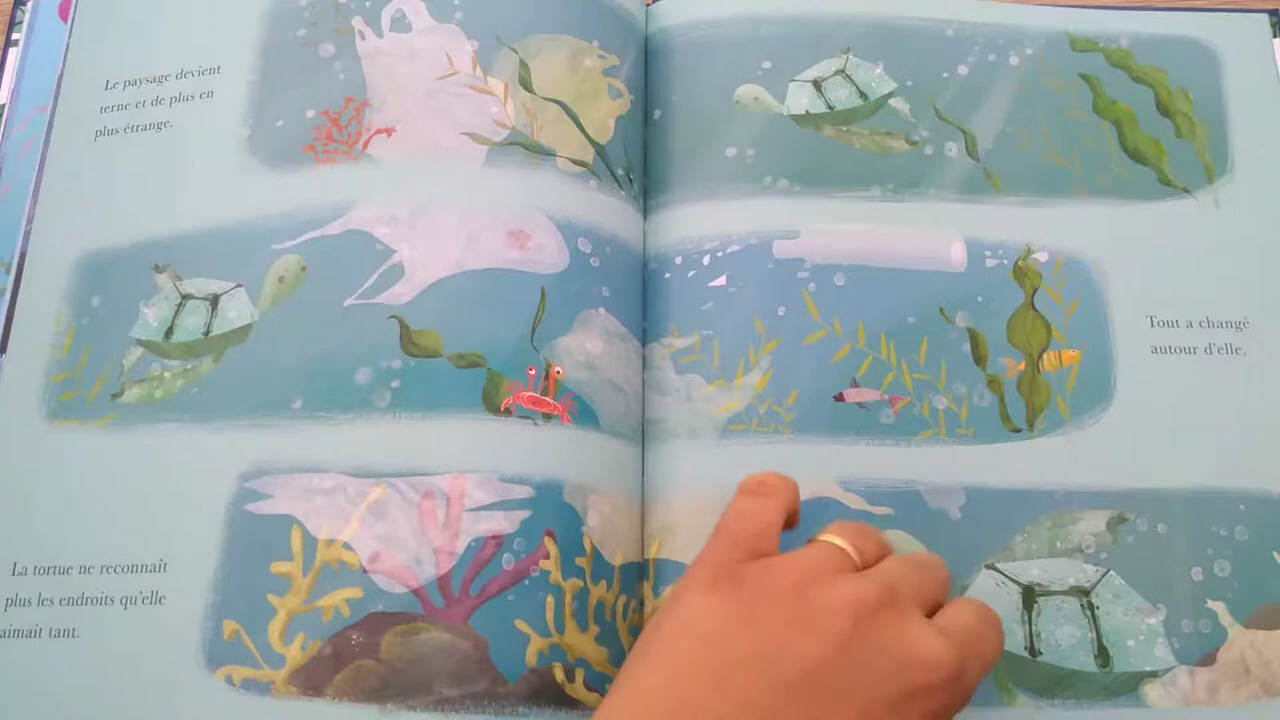 Le paysage devient
terne et de plus en
plus étrange.
Tout a changé
autour d'elle.
La tortue ne reconnaît
plus les endroits qu'elle
aimait tant.